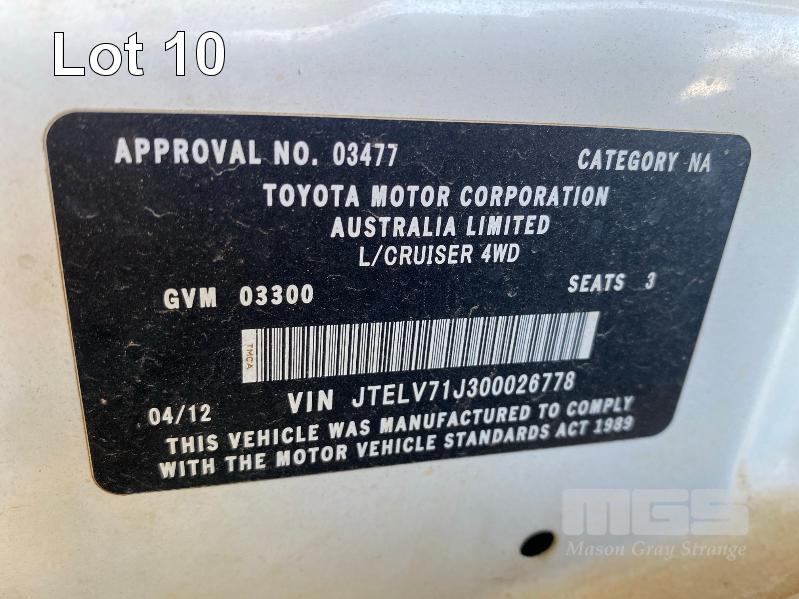 Lot 10
APPROVAL NO. 03477 CATEGORY NA
TOYOTA MOTOR CORPORATION
AUSTRALIA LIMITED
L/CRUISER 4WD
GVM 03300 SEATS 3
TMCA
04/12 VIN JTELV71J300026778
THIS VEHICLE WAS MANUFACTURED TO COMPLY
WITH THE MOTOR VEHICLE STANDARDS ACT 1989
MGS
Mason Gray Strange